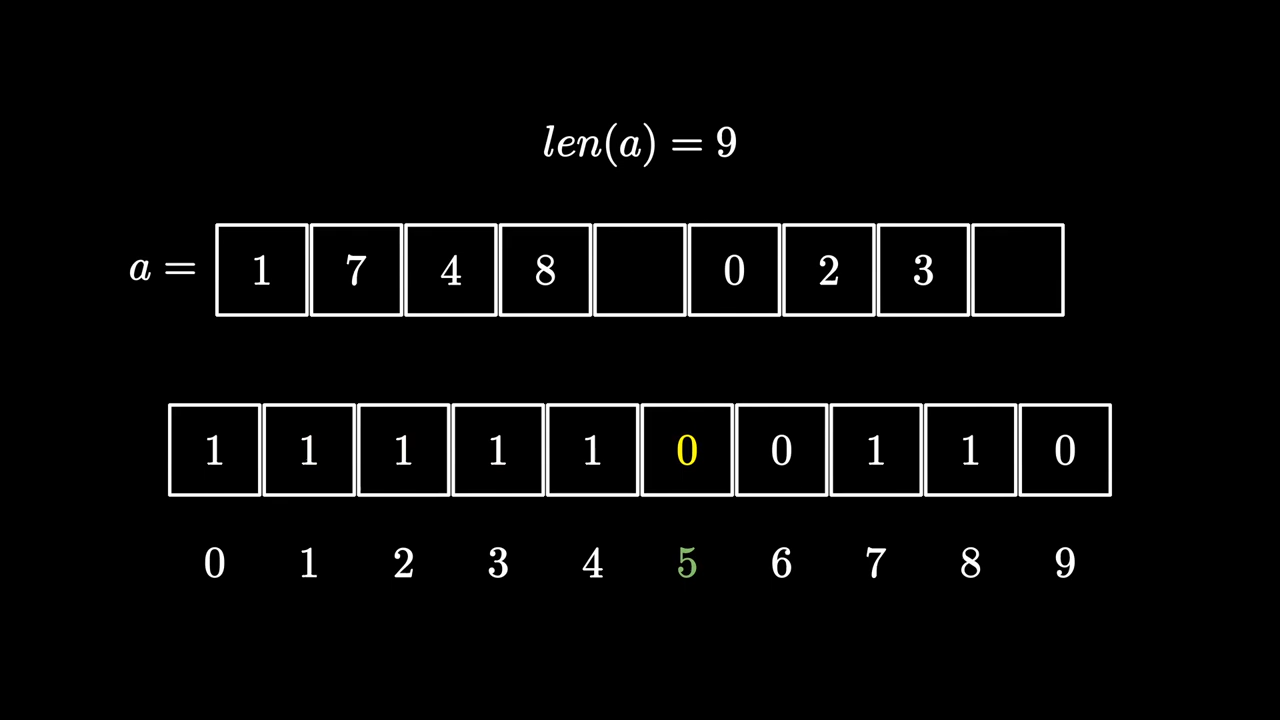 len(a) = 9
a = 1 7 4 8 0 2 3
1 1 1 1 1 0 0 1 1 0
0 1 2 3 4 5 6 7 8 9